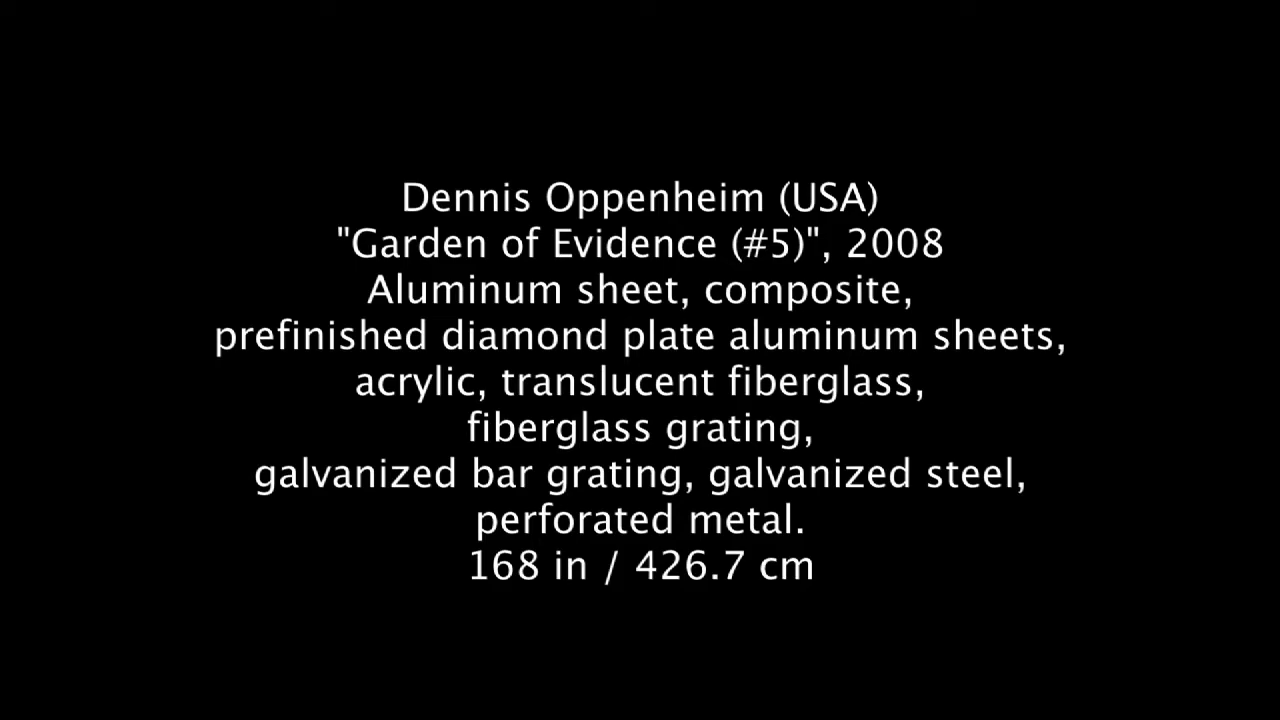 Dennis Oppenheim (USA)
"Garden of Evidence (#5)", 2008
Aluminum sheet, composite,
prefinished diamond plate aluminum sheets,
acrylic, translucent fiberglass,
fiberglass grating,
galvanized bar grating, galvanized steel,
perforated metal.
168 in / 426.7 cm